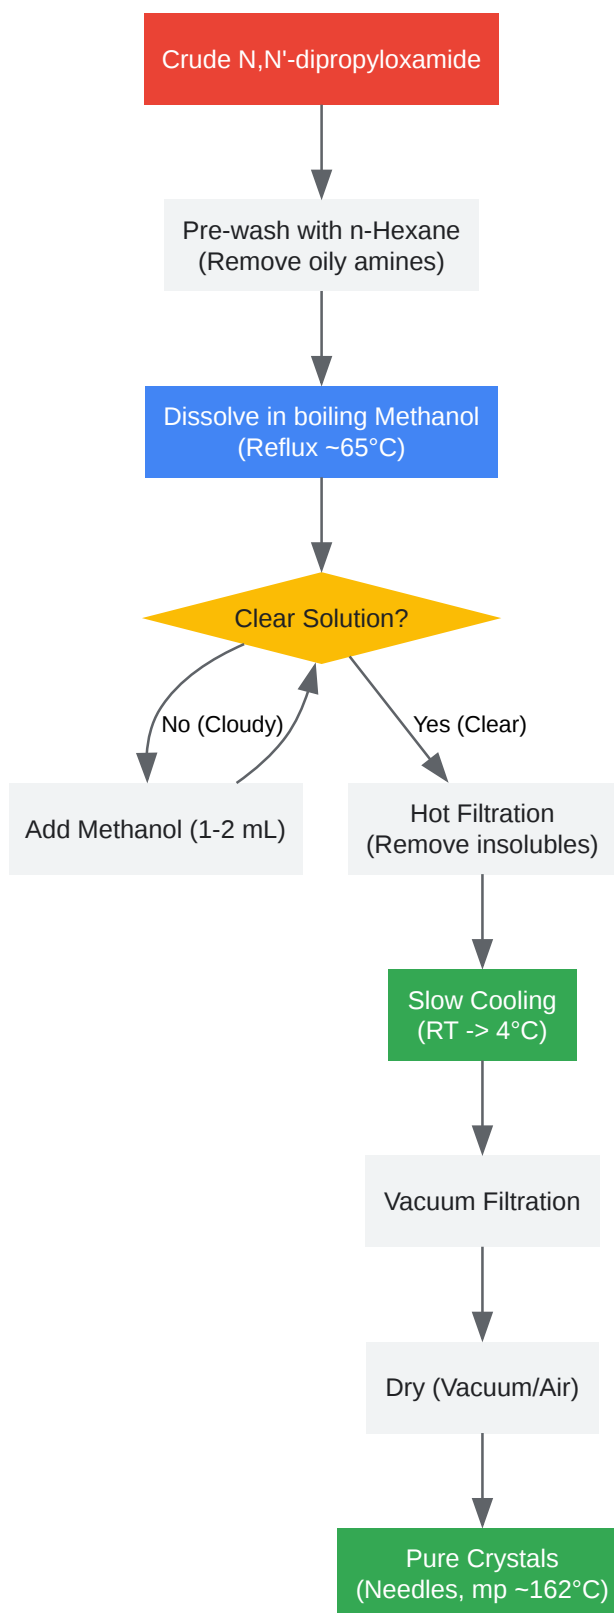 Crude N,N'-dipropyloxamide
Pre-wash with n-Hexane
(Remove oily amines)
Dissolve in boiling Methanol
(Reflux ~65°C)
Clear Solution?
No (Cloudy)
Yes (Clear)
Add Methanol (1-2 mL)
Hot Filtration
(Remove insolubles)
Slow Cooling
(RT -> 4°C)
Vacuum Filtration
Dry (Vacuum/Air)
Pure Crystals
(Needles, mp ~162°C)